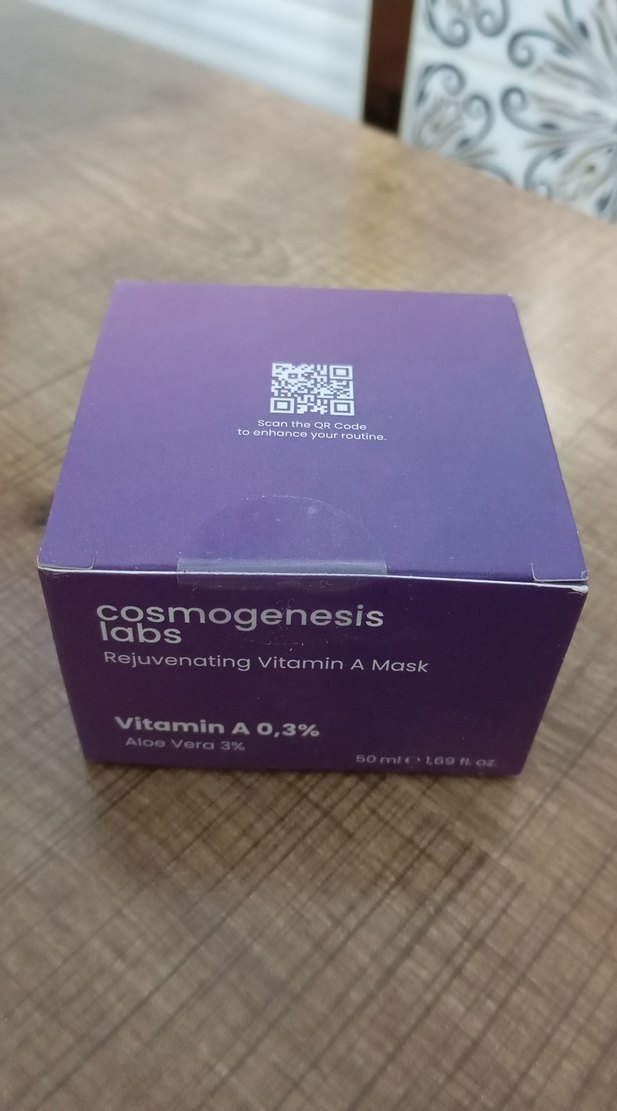 Scan the QR Code
to enhance your routine.
cosmogenesis
labs
Rejuvenating Vitamin A Mask
Vitamin A 0,3%
Aloe Vera 3%
50 ml e 1.69 fl. oz.